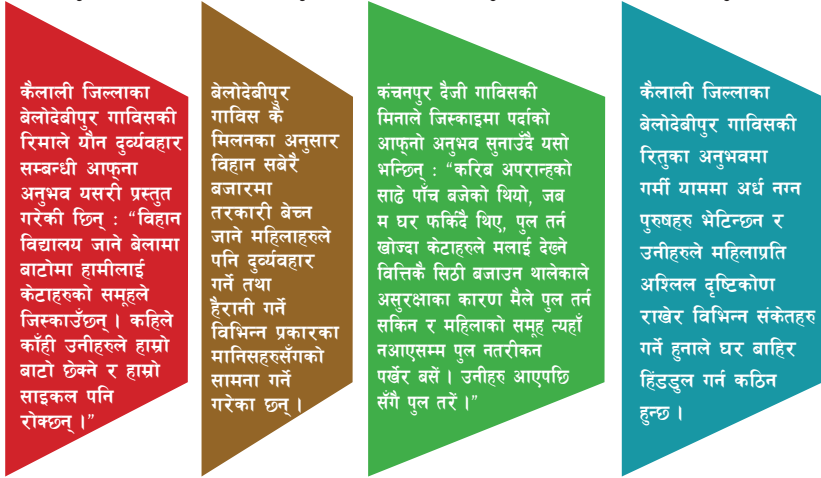 कैलाली जिल्लाका
बेलोदेबीपुर गाविसकी
रिमाले यौन दुर्व्यवहार
सम्बन्धी आफ्ना
अनुभव यसरी प्रस्तुत
गरेकी छिन् : “विहान
विद्यालय जाने बेलामा
बाटोमा हामीलाई
केटाहरुको समूहले
जिस्काउँछन् । कहिले
काँही उनीहरुले हाम्रो
बाटो छेक्ने र हाम्रो
साइकल पनि
रोक्छन् ।”
बेलोदेबीपुर
गाविस कै
मिलनका अनुसार
विहान सवेरै
बजारमा
तरकारी बेच्न
जाने महिलाहरुले
पनि दुर्व्यवहार
गर्ने तथा
हैरानी गर्ने
विभिन्न प्रकारका
मानिसहरुसँगको
सामना गर्ने
गरेका छन् ।
कंचनपुर दैजी गाविसकी
मिनाले जिस्काइमा पर्दाको
आफ्नो अनुभव सुनाउँदै यसो
भन्छिन् : “करिब अपरान्हको
साढे पाँच बजेको थियो, जब
म घर फर्किदै थिए, पुल तर्न
खोज्दा केटाहरुले मलाई देख्ने
वित्तिकै सिठी बजाउन थालेकाले
असुरक्षाका कारण मैले पुल तर्न
सकिन र महिलाको समूह त्यहाँ
नआएसम्म पुल नतरीकन
पर्खेर बसें । उनीहरु आएपछि
सँगै पुल तरें ।”
कैलाली जिल्लाका
बेलोदेबीपुर गाविसकी
रितुका अनुभवमा
गर्मी याममा अर्ध नग्न
पुरुषहरु भेटिन्छन र
उनीहरुले महिलाप्रति
अश्लिल दृष्टिकोण
राखेर विभिन्न संकेतहरु
गर्ने हुनाले घर बाहिर
हिंडडुल गर्न कठिन
हुन्छ ।